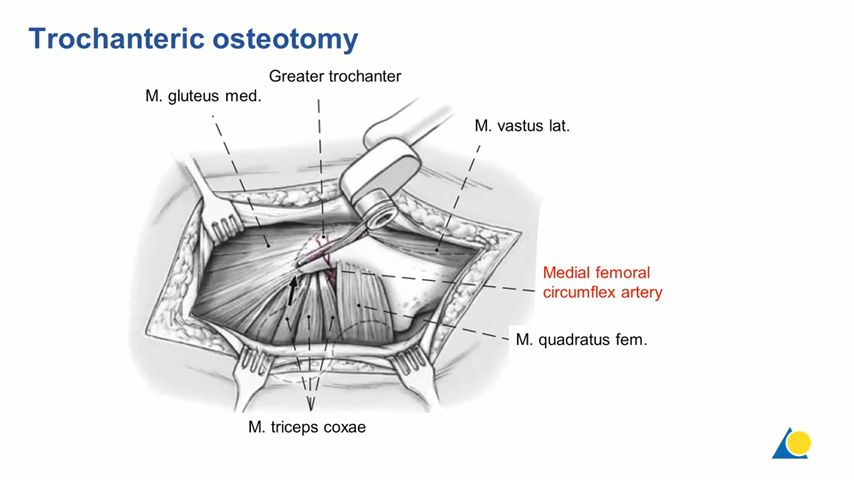 Trochanteric osteotomy
Greater trochanter
M. gluteus med.
M. vastus lat.
Medial femoral
circumflex artery
M. quadratus fem.
M. triceps coxae